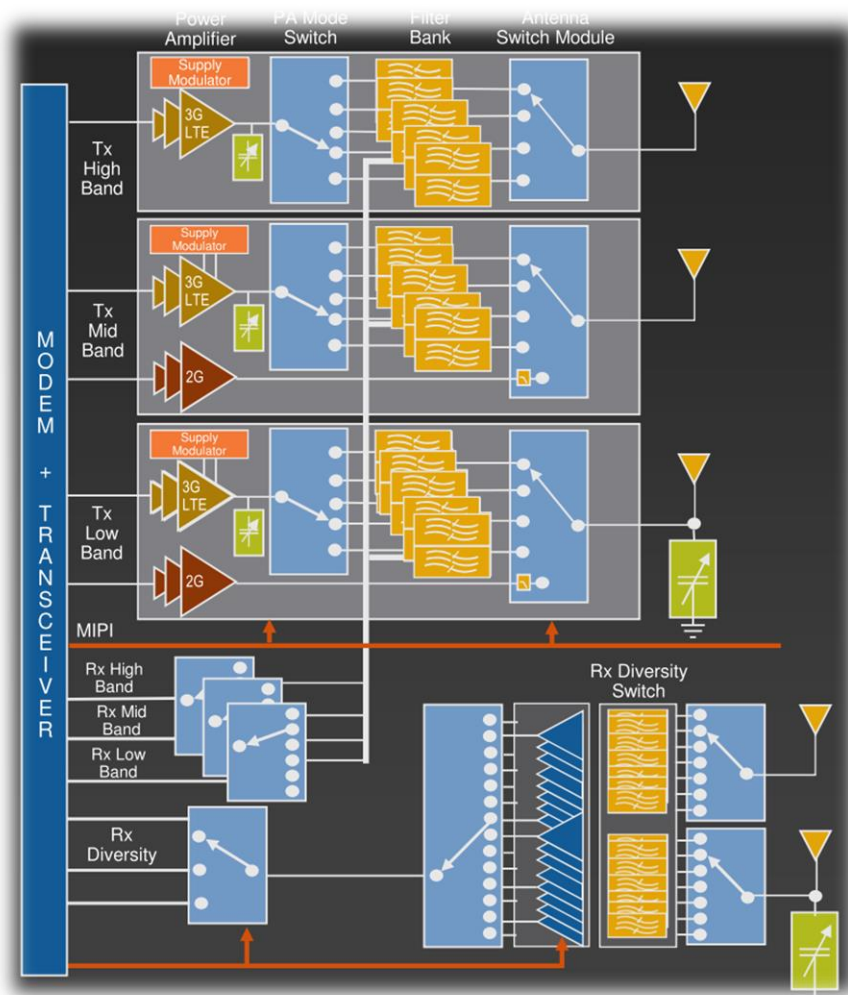 Power
Amplifier
PA Mode
Switch
Filter
Bank
Antenna
Switch Module
MODEM + TRANSCEIVER
Supply
Modulator
3G
LTE
Tx
High
Band
Supply
Modulator
3G
LTE
Tx
Mid
Band
2G
Supply
Modulator
3G
LTE
Tx
Low
Band
2G
MIPI
Rx High
Band
Rx Mid
Band
Rx Low
Band
Rx
Diversity
Rx Diversity
Switch